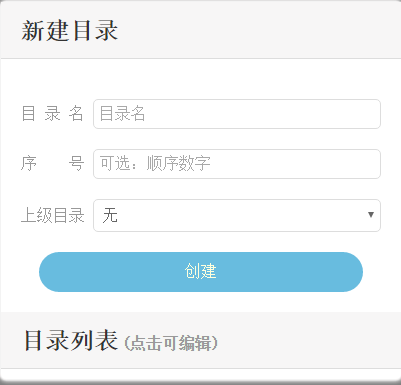 新建目录
目 录 名 目录名
序 号 可选：顺序数字
上级目录 无
创建
目录列表 (点击可编辑)